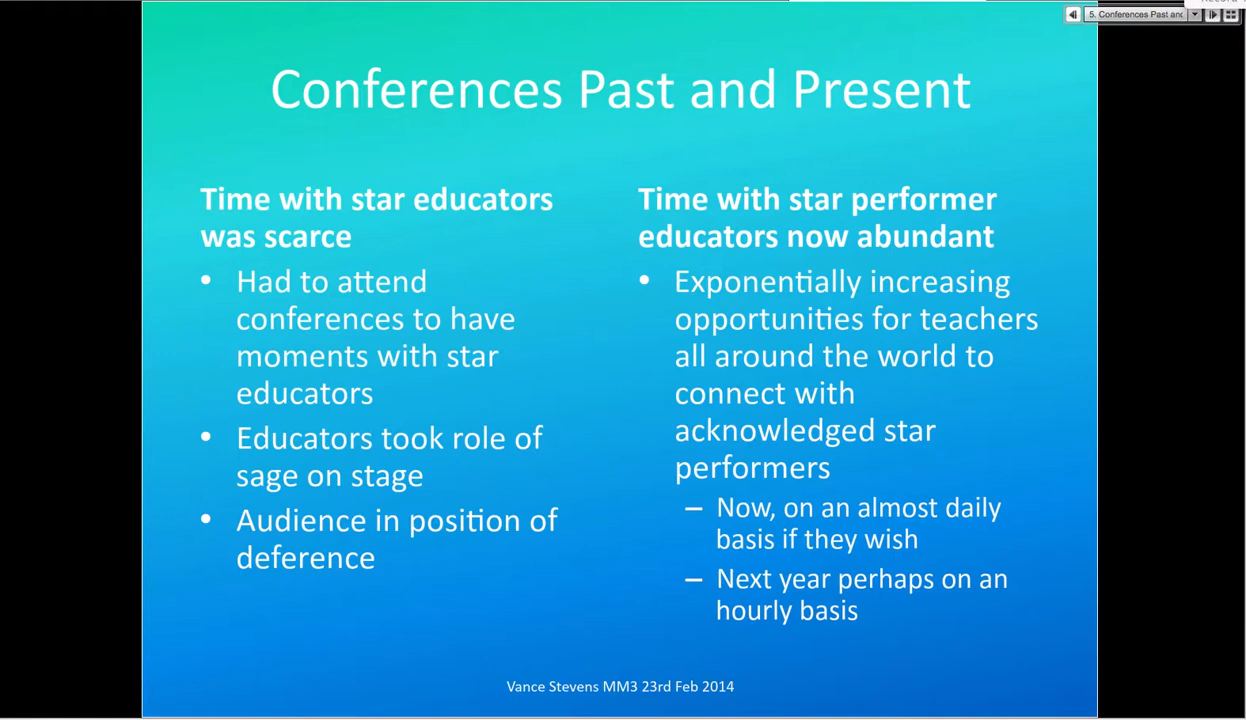 5. Conferences Past and
Conferences Past and Present
Time with star educators
was scarce
• Had to attend
conferences to have
moments with star
educators
• Educators took role of
sage on stage
• Audience in position of
deference
Time with star performer
educators now abundant
• Exponentially increasing
opportunities for teachers
all around the world to
connect with
acknowledged star
performers
– Now, on an almost daily
basis if they wish
– Next year perhaps on an
hourly basis
Vance Stevens MM3 23rd Feb 2014